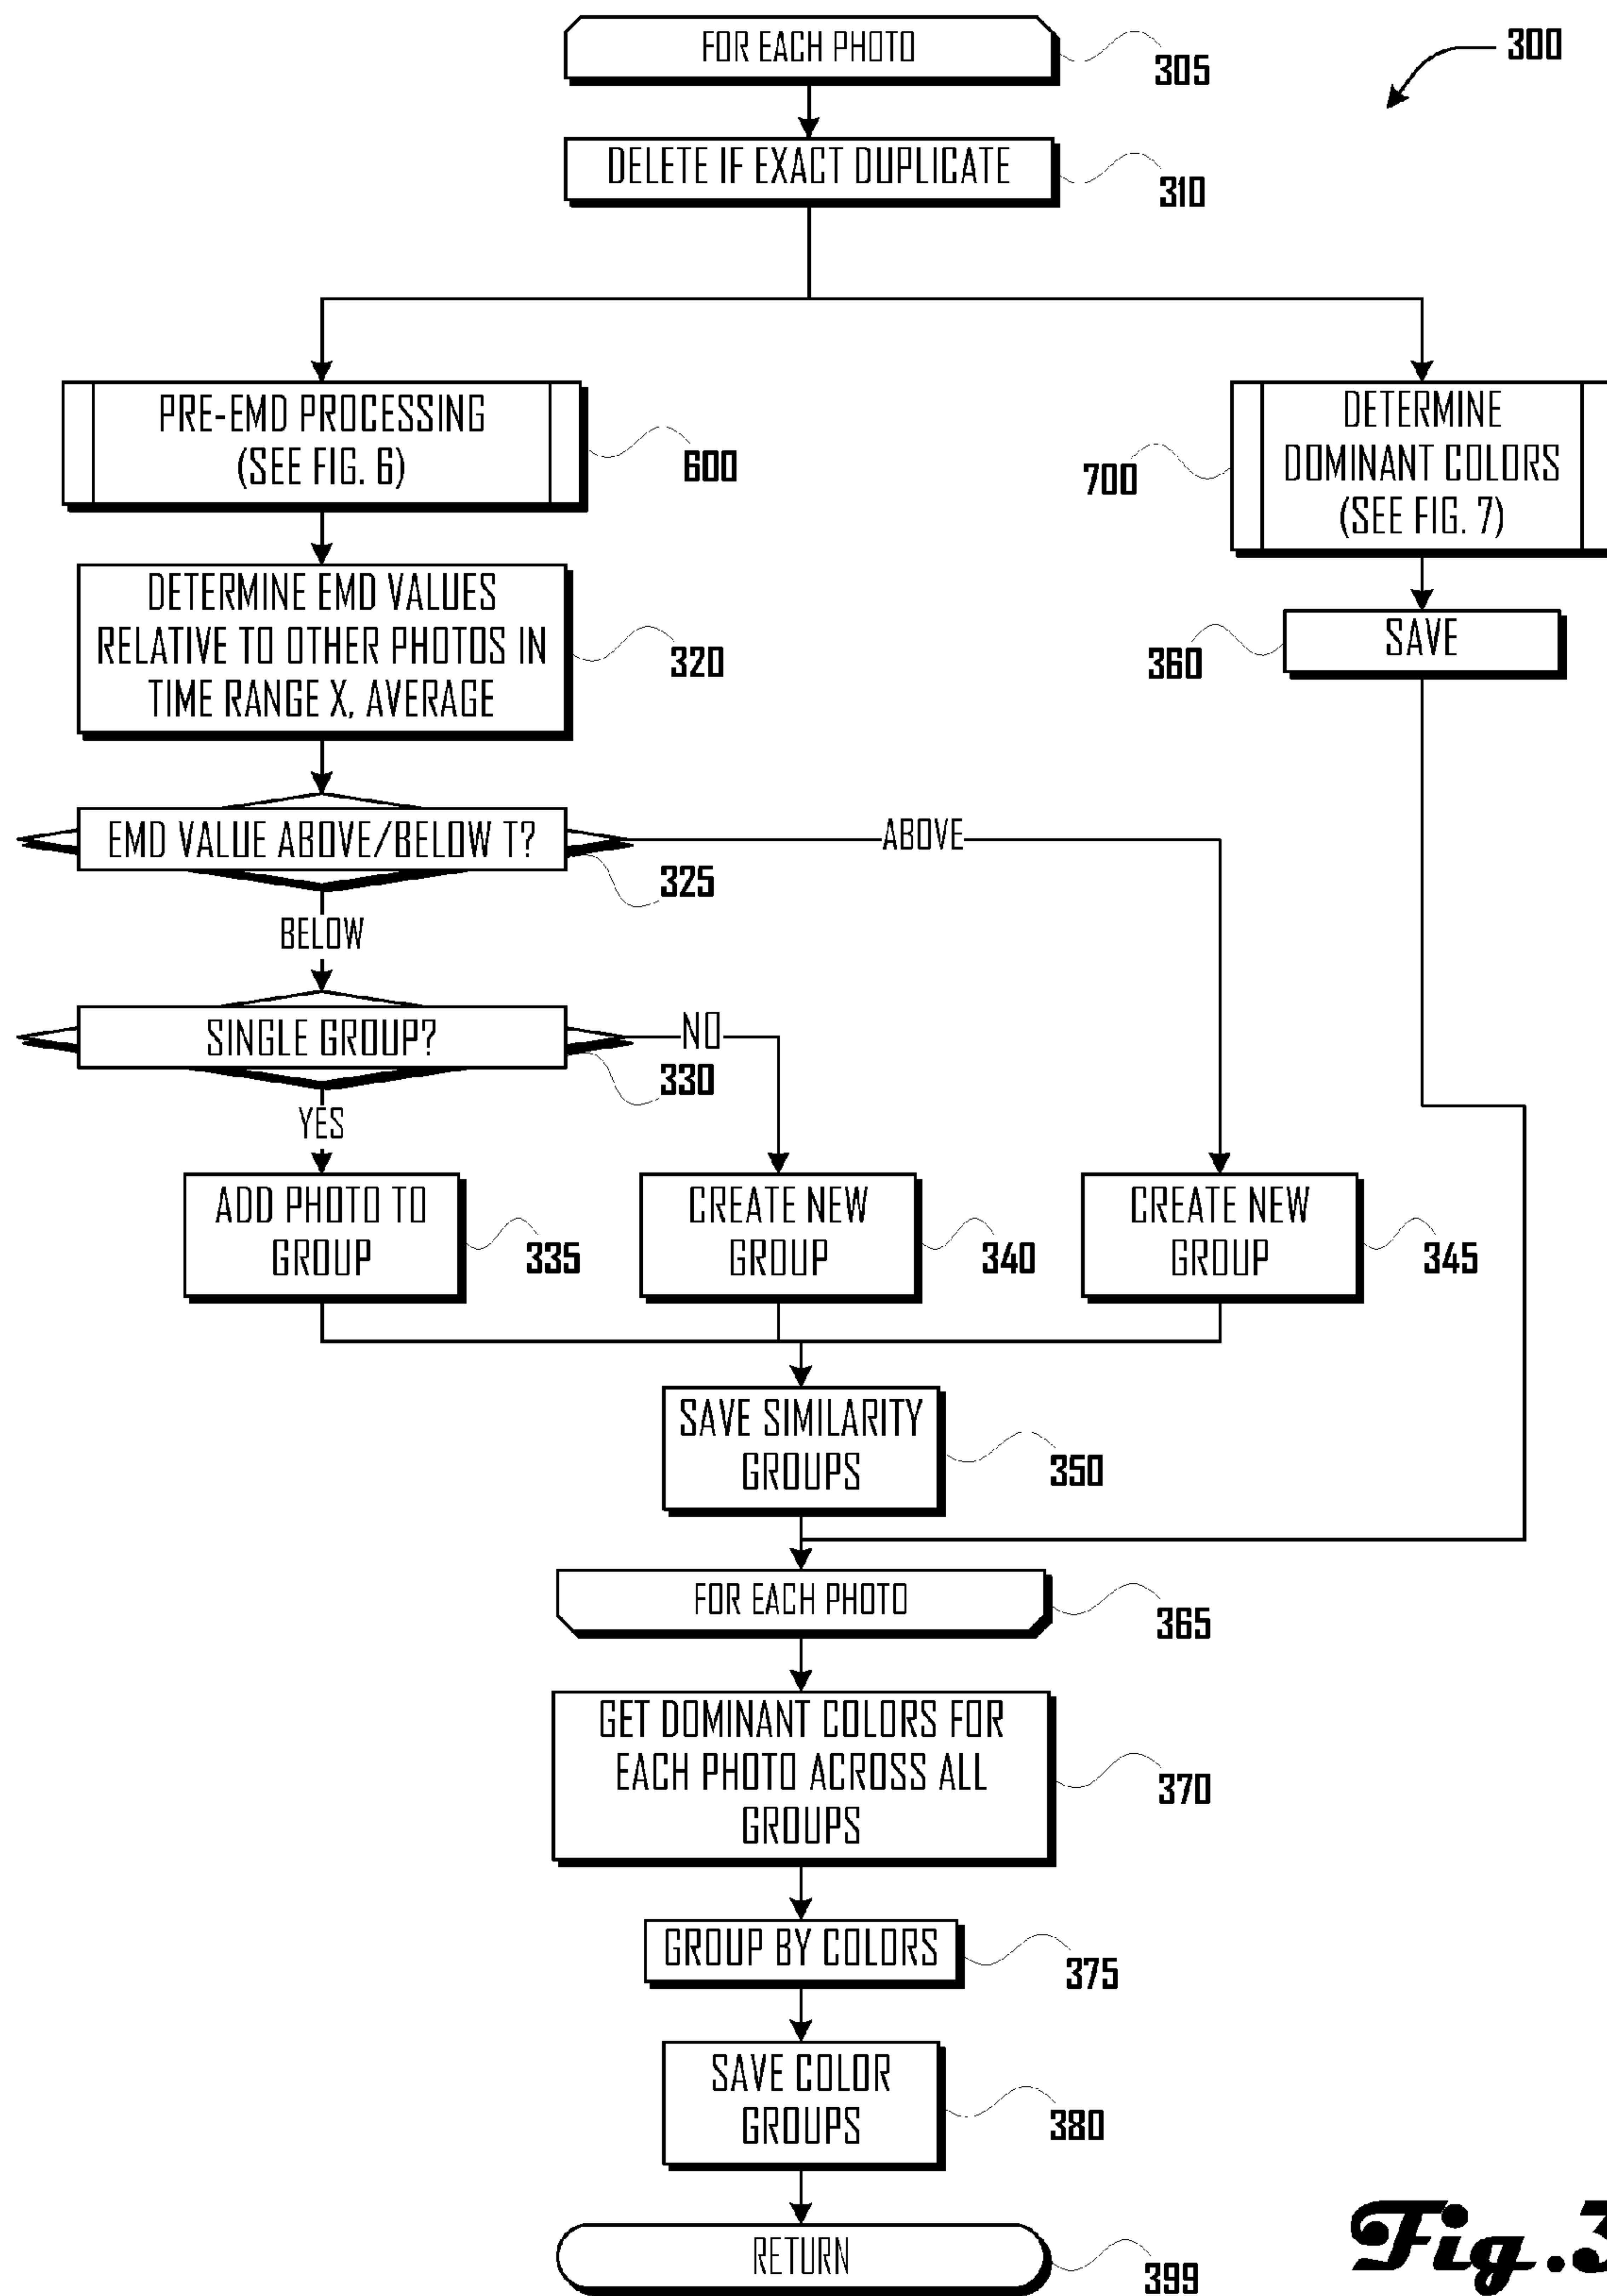 FOR EACH PHOTO
305
300
DELETE IF EXACT DUPLICATE
310
PRE-EMD PROCESSING
(SEE FIG. 6)
600
700
DETERMINE
DOMINANT COLORS
(SEE FIG. 7)
DETERMINE EMD VALUES
RELATIVE TO OTHER PHOTOS IN
TIME RANGE X, AVERAGE
320
360
SAVE
EMD VALUE ABOVE/BELOW T?
325
ABOVE
BELOW
SINGLE GROUP?
330
NO
YES
ADD PHOTO TO
GROUP
335
CREATE NEW
GROUP
340
CREATE NEW
GROUP
345
SAVE SIMILARITY
GROUPS
350
FOR EACH PHOTO
365
GET DOMINANT COLORS FOR
EACH PHOTO ACROSS ALL
GROUPS
370
GROUP BY COLORS
375
SAVE COLOR
GROUPS
380
RETURN
399
Fig.3